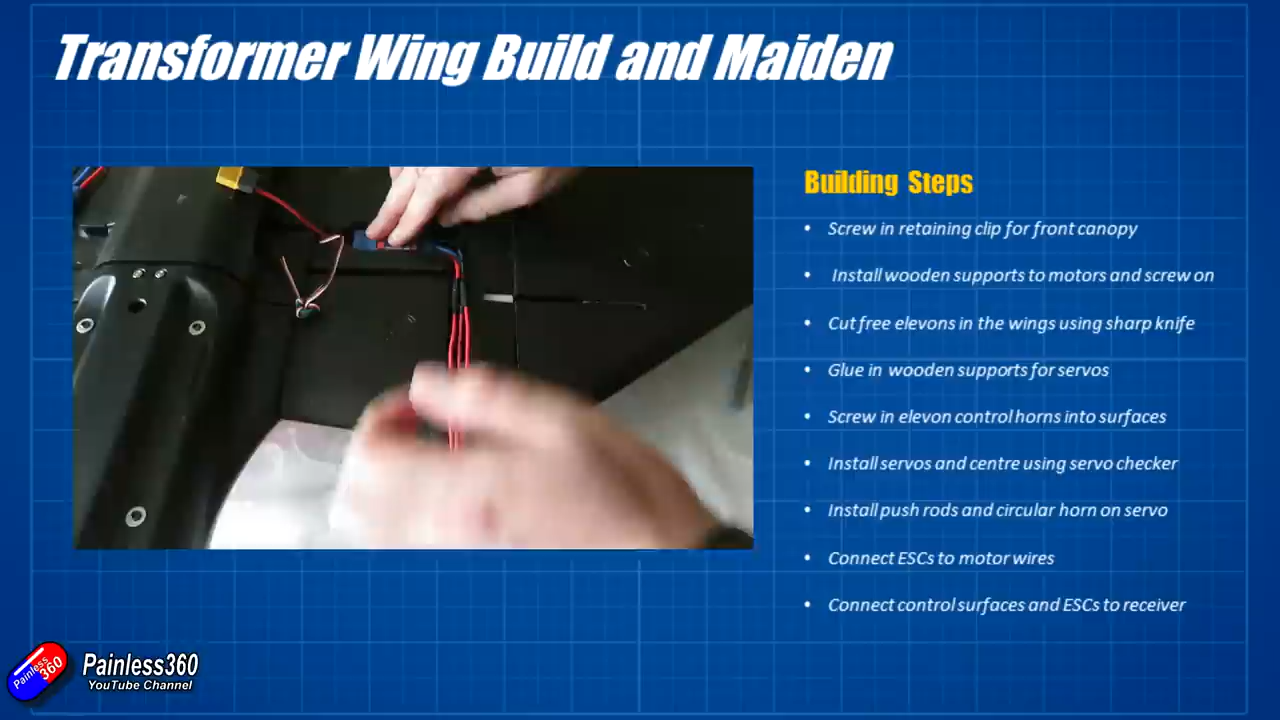 Transformer Wing Build and Maiden
Building Steps
• Screw in retaining clip for front canopy
• Install wooden supports to motors and screw on
• Cut free elevons in the wings using sharp knife
• Glue in wooden supports for servos
• Screw in elevon control horns into surfaces
• Install servos and centre using servo checker
• Install push rods and circular horn on servo
• Connect ESCs to motor wires
• Connect control surfaces and ESCs to receiver
Painless
360
Painless360
YouTube Channel